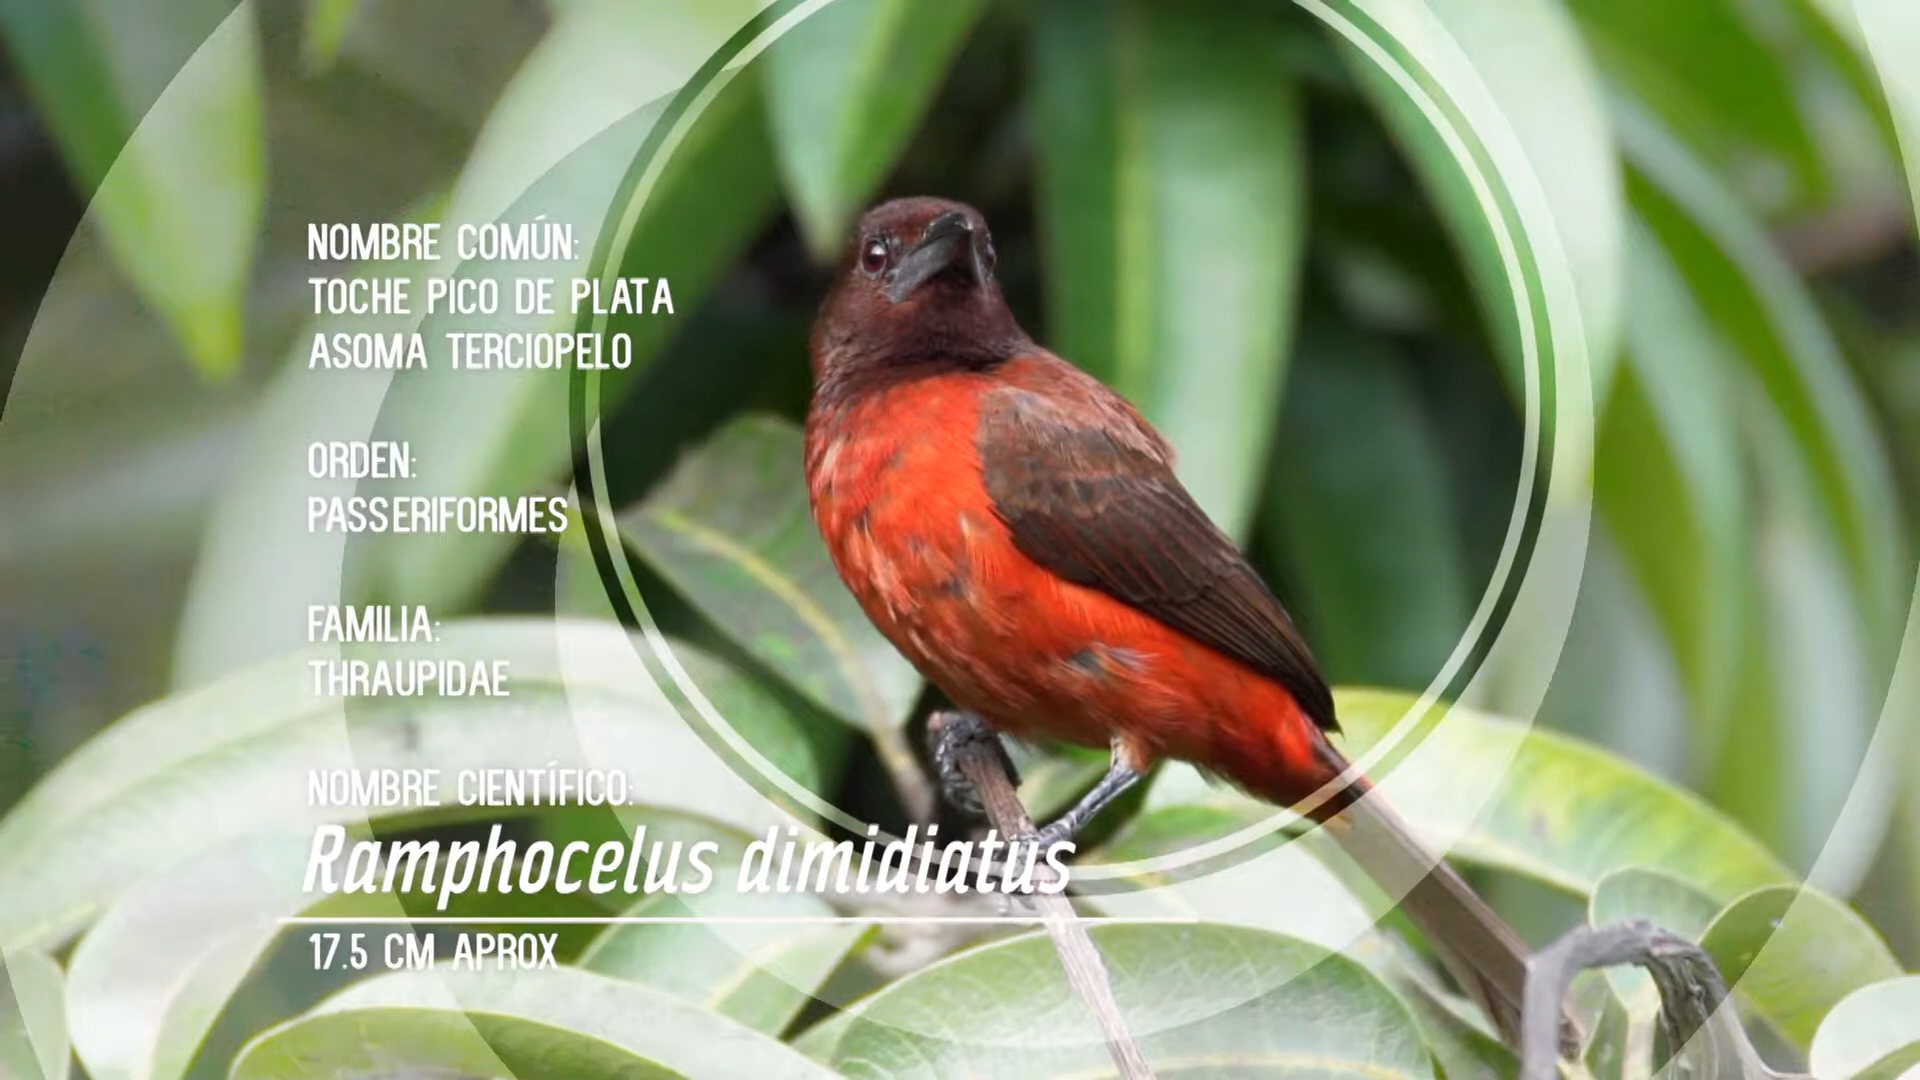 NOMBRE COMÚN:
TOCHE PICO DE PLATA
ASOMA TERCIOPELO
ORDEN:
PASSERIFORMES
FAMILIA:
THRAUPIDAE
NOMBRE CIENTÍFICO:
Ramphocelus dimidiatus
17.5 CM APROX